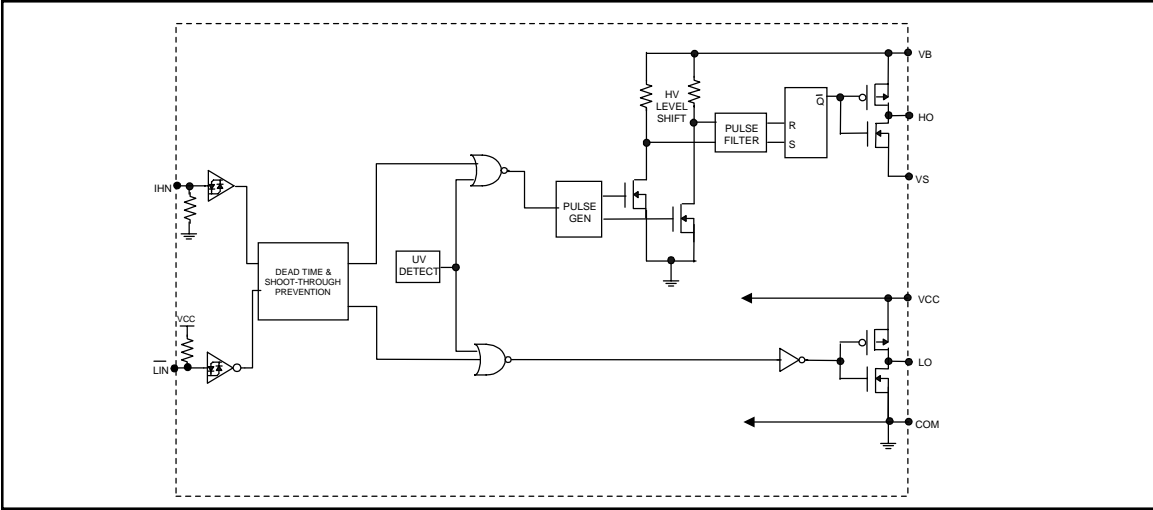 VB
HV
LEVEL
SHIFT
Q̅
R
S
PULSE
FILTER
HO
VS
IHN
PULSE
GEN
UV
DETECT
DEAD TIME &
SHOOT-THROUGH
PREVENTION
VCC
VCC
L̅I̅N̅
LO
COM